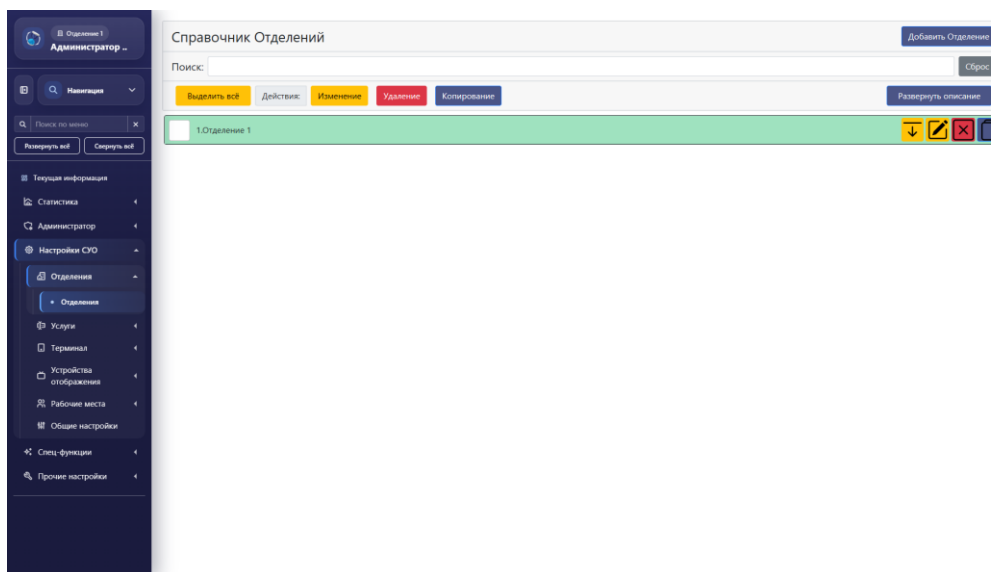 Отделение 1
Администратор ..
Навигация
Поиск по меню
Развернуть всё
Свернуть всё
Текущая информация
Статистика
Администратор
Настройки СУО
Отделения
Отделения
Услуги
Терминал
Устройства
отображения
Рабочие места
Общие настройки
Спец-функции
Прочие настройки
Справочник Отделений
Добавить Отделение
Поиск:
Сброс
Выделить всё
Действия:
Изменение
Удаление
Копирование
Развернуть описание
1.Отделение 1